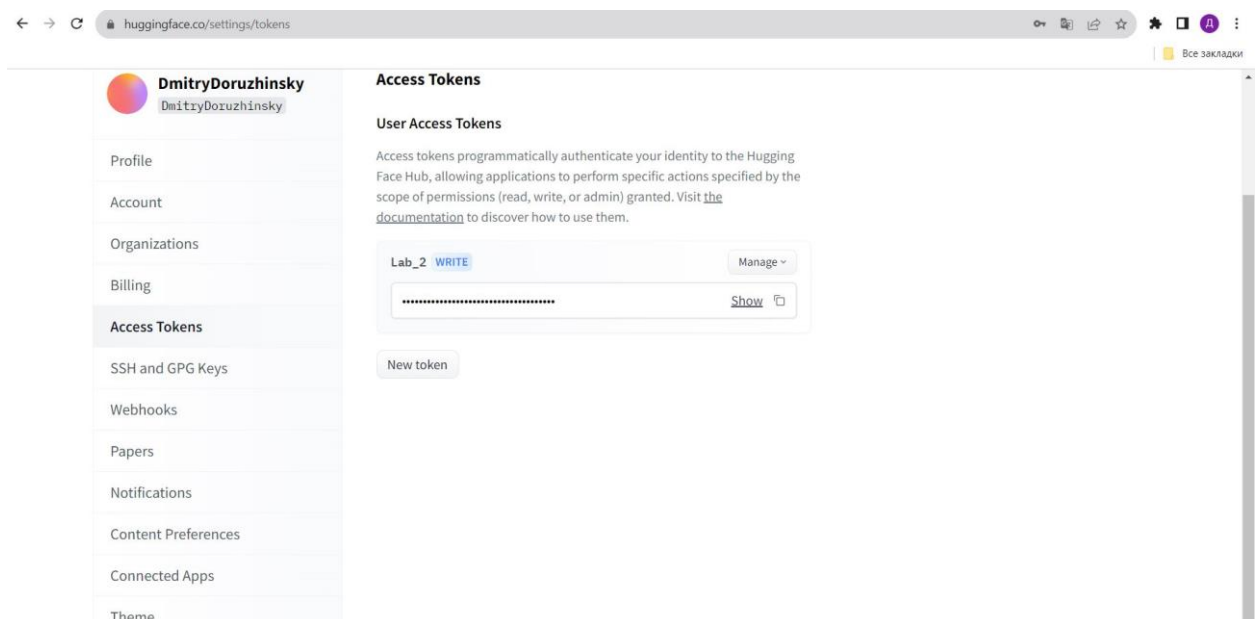 huggingface.co/settings/tokens
Д
Все закладки
DmitryDoruzhinsky
DmitryDoruzhinsky
Profile
Account
Organizations
Billing
Access Tokens
SSH and GPG Keys
Webhooks
Papers
Notifications
Content Preferences
Connected Apps
Theme
Access Tokens
User Access Tokens
Access tokens programmatically authenticate your identity to the Hugging
Face Hub, allowing applications to perform specific actions specified by the
scope of permissions (read, write, or admin) granted. Visit the
documentation to discover how to use them.
Lab_2 WRITE Manage
••••••••••••••••••••••••••••••••••••• Show
New token